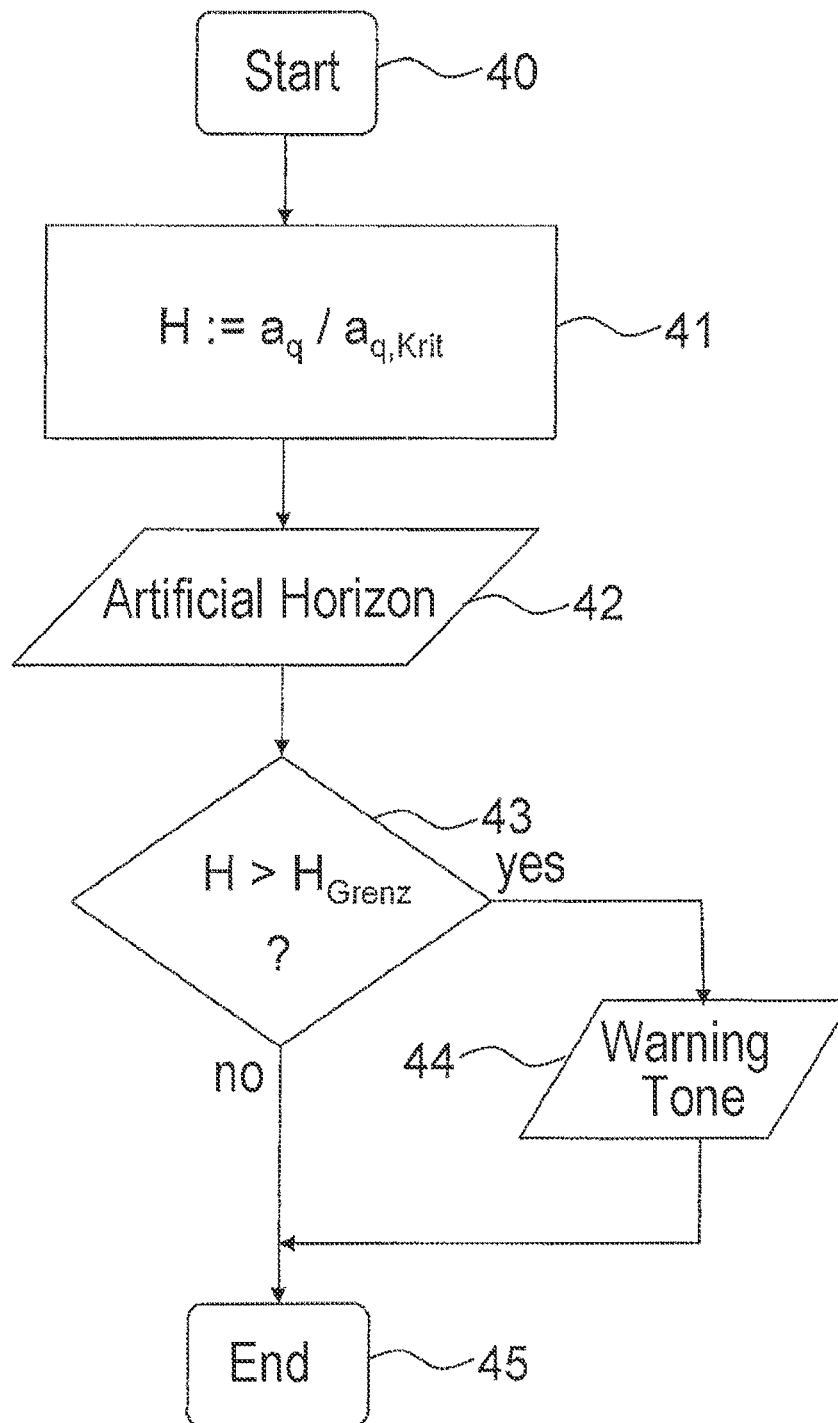 Start
40
H := a_q / a_q,Krit
41
Artificial Horizon
42
43
H > H_Grenz
?
yes
no
44
Warning
Tone
End
45